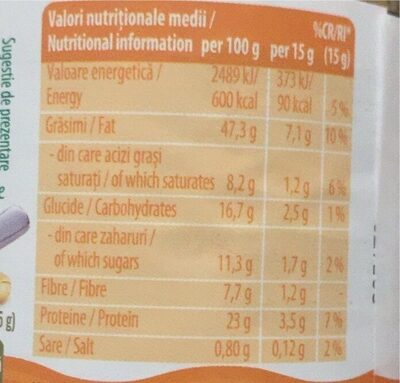 Valori nutriționale medii /
Nutritional information per 100 g per 15 g %CR/RI* (15 g)
Valoare energetică / 2489 kJ/ 373 kJ/
Energy 600 kcal 90 kcal 5%
Grăsimi / Fat 47,3 g 7,1 g 10%
- din care acizi grași
saturați / of which saturates 8,2 g 1,2 g 6%
Glucide / Carbohydrates 16,7 g 2,5 g 1%
- din care zaharuri /
of which sugars 11,3 g 1,7 g 2%
Fibre / Fibre 7,7 g 1,2 g -
Proteine / Protein 23 g 3,5 g 7%
Sare / Salt 0,80 g 0,12 g 2%
Sugestie de prezentare
g)